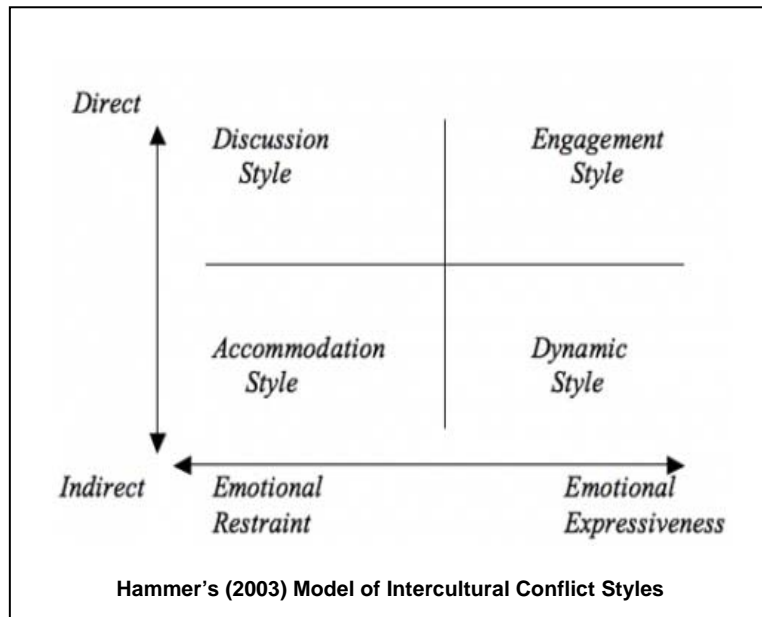 Direct
Discussion
Style
Engagement
Style
Accommodation
Style
Dynamic
Style
Indirect
Emotional
Restraint
Emotional
Expressiveness
Hammer's (2003) Model of Intercultural Conflict Styles